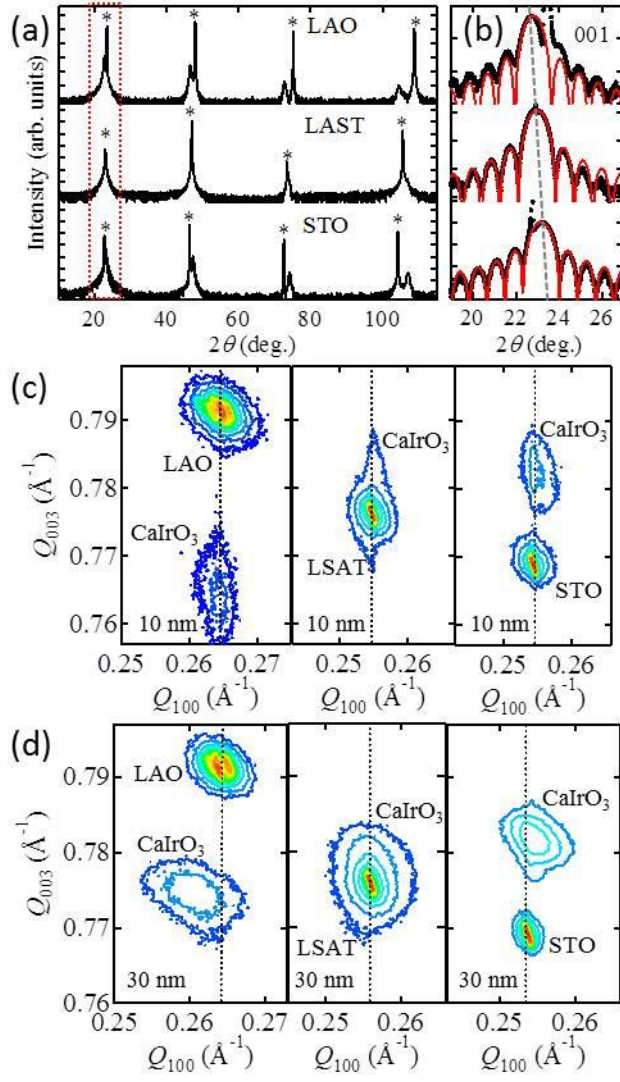 (a)
(b)
* * * * LAO
001
* * * * LAST
* * * * STO
Intensity (arb. units)
20 40 60 80 100
2θ (deg.)
20 22 24 26
2θ (deg.)
(c)
0.79
0.78
0.77
0.76
Q003 (Å-1)
LAO
CaIrO3
10 nm
CaIrO3
LSAT
10 nm
CaIrO3
STO
10 nm
0.25 0.26 0.27
0.25 0.26
0.25 0.26
Q100 (Å-1)
Q100 (Å-1)
Q100 (Å-1)
(d)
0.79
0.78
0.77
0.76
Q003 (Å-1)
LAO
CaIrO3
30 nm
CaIrO3
LSAT
30 nm
CaIrO3
STO
30 nm
0.25 0.26 0.27
0.25 0.26
0.25 0.26
Q100 (Å-1)
Q100 (Å-1)
Q100 (Å-1)